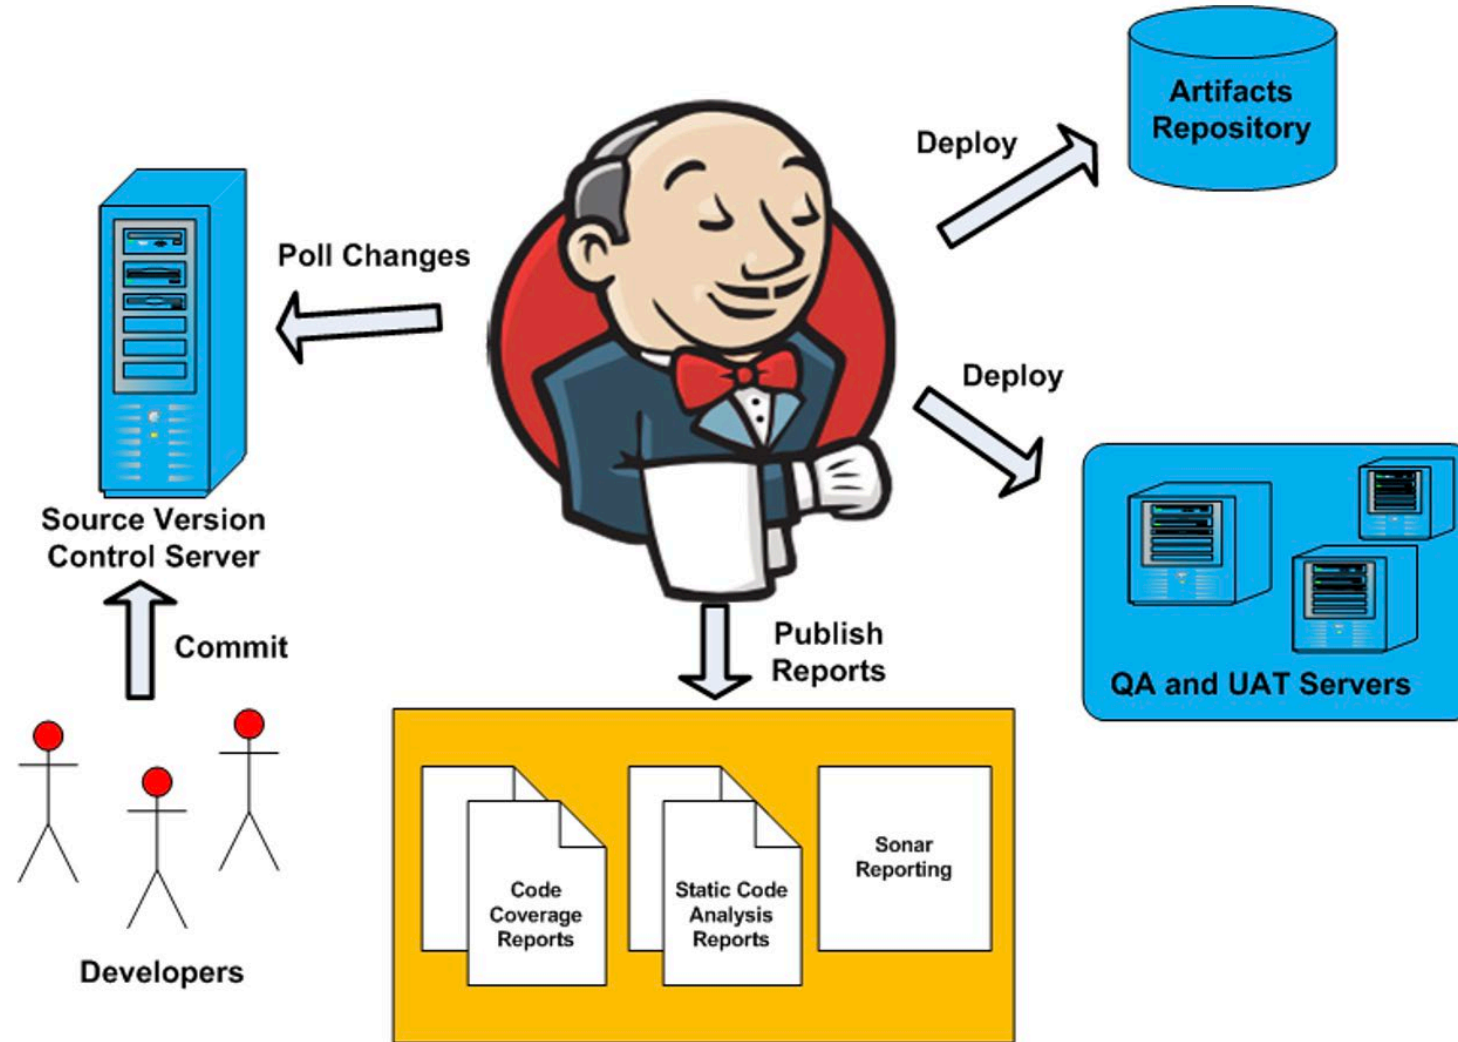 Artifacts
Repository
Deploy
Poll Changes
Deploy
Source Version
Control Server
Commit
Publish
Reports
QA and UAT Servers
Code
Coverage
Reports
Static Code
Analysis
Reports
Sonar
Reporting
Developers